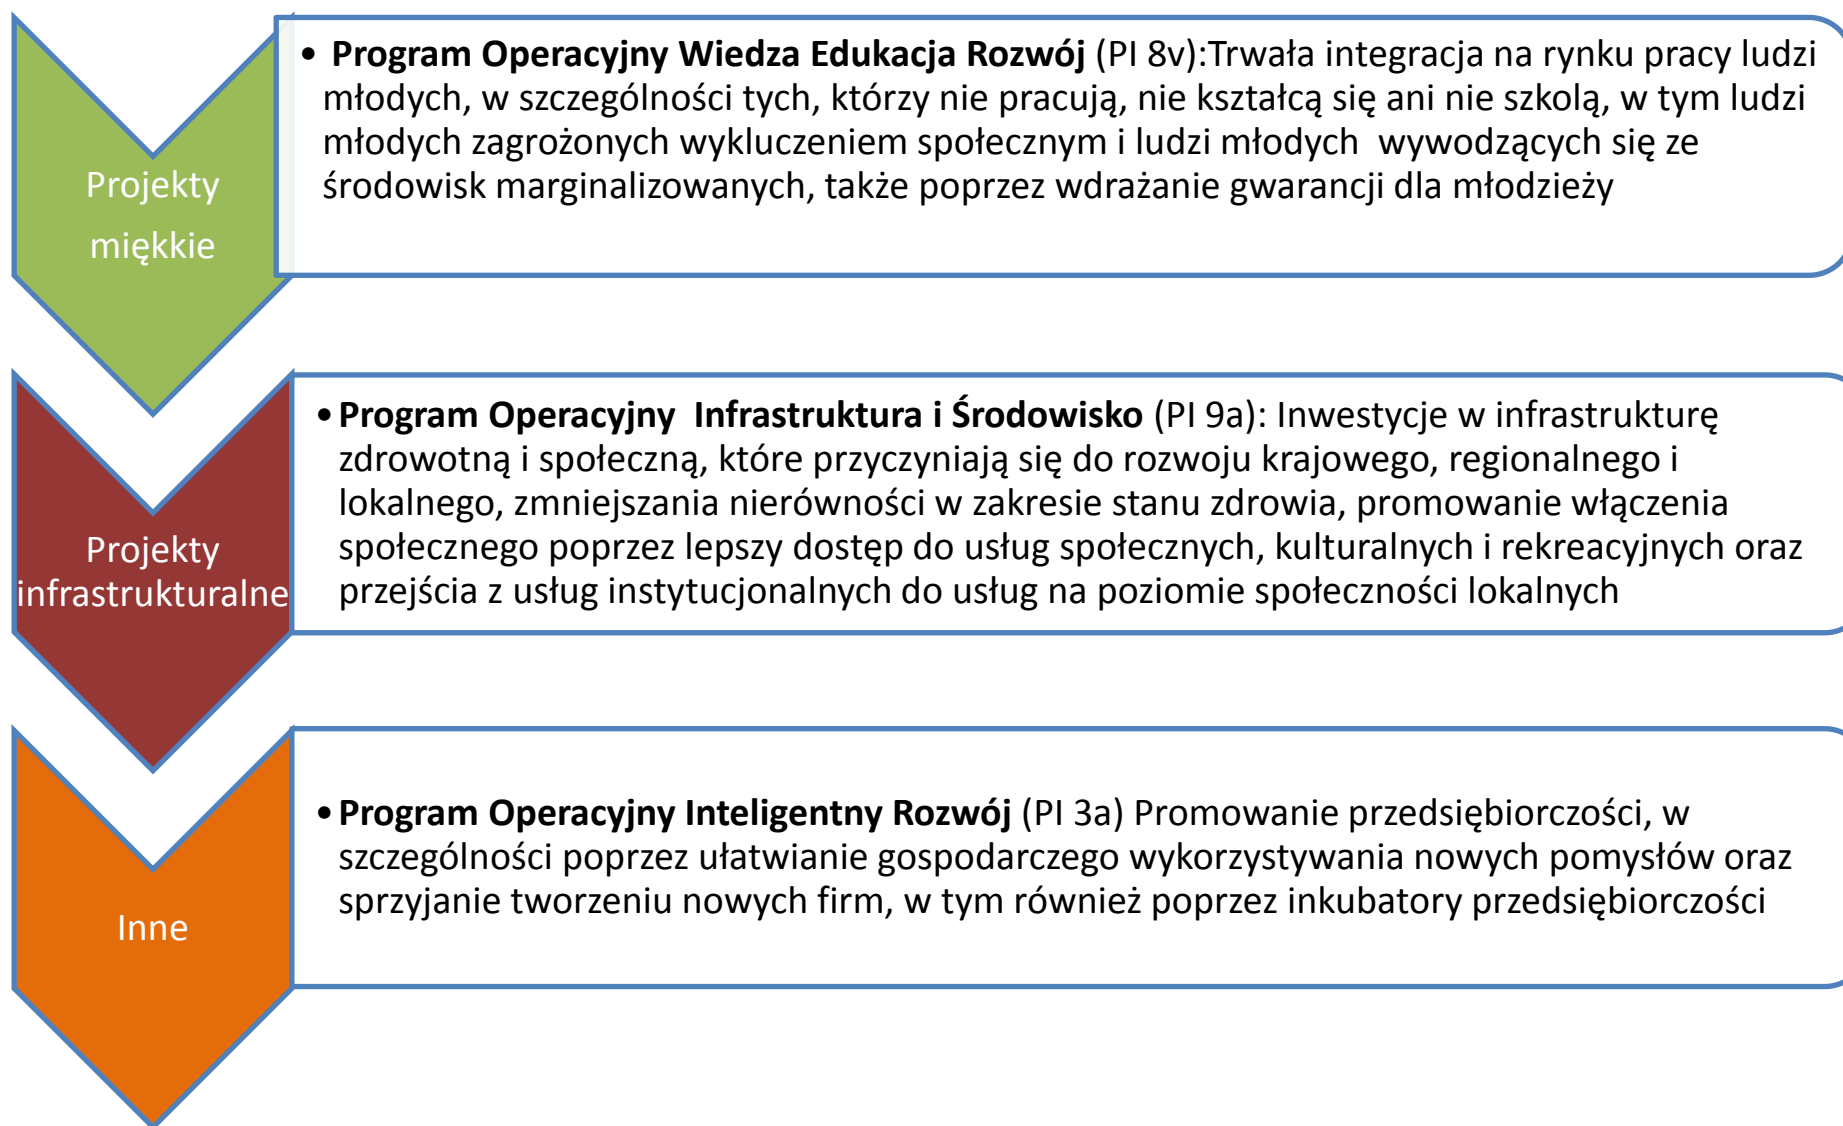 Projekty
miękkie
• Program Operacyjny Wiedza Edukacja Rozwój (PI 8v):Trwała integracja na rynku pracy ludzi
młodych, w szczególności tych, którzy nie pracują, nie kształcą się ani nie szkolą, w tym ludzi
młodych zagrożonych wykluczeniem społecznym i ludzi młodych  wywodzących się ze
środowisk marginalizowanych, także poprzez wdrażanie gwarancji dla młodzieży
Projekty
infrastrukturalne
• Program Operacyjny  Infrastruktura i Środowisko (PI 9a): Inwestycje w infrastrukturę
zdrowotną i społeczną, które przyczyniają się do rozwoju krajowego, regionalnego i
lokalnego, zmniejszania nierówności w zakresie stanu zdrowia, promowanie włączenia
społecznego poprzez lepszy dostęp do usług społecznych, kulturalnych i rekreacyjnych oraz
przejścia z usług instytucjonalnych do usług na poziomie społeczności lokalnych
Inne
• Program Operacyjny Inteligentny Rozwój (PI 3a) Promowanie przedsiębiorczości, w
szczególności poprzez ułatwianie gospodarczego wykorzystywania nowych pomysłów oraz
sprzyjanie tworzeniu nowych firm, w tym również poprzez inkubatory przedsiębiorczości